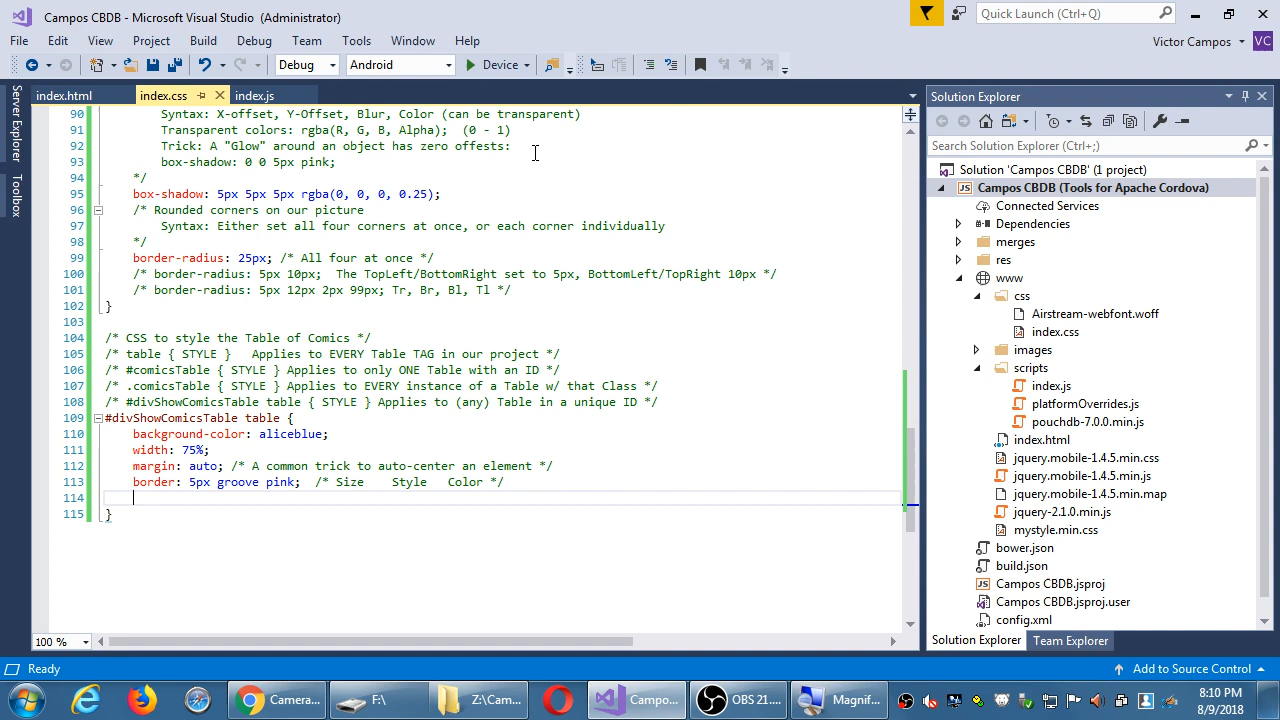 Campos CBDB - Microsoft Visual Studio (Administrator)
Quick Launch (Ctrl+Q)
File Edit View Project Build Debug Team Tools Window Help
Victor Campos VC
Debug Android Device
index.html index.css index.js
Server Explorer
Toolbox
90 Syntax: X-offset, Y-Offset, Blur, Color (can be transparent)
91 Transparent colors: rgba(R, G, B, Alpha); (0 - 1)
92 Trick: A "Glow" around an object has zero offests:
93 box-shadow: 0 0 5px pink;
94 */
95 box-shadow: 5px 5px 5px rgba(0, 0, 0, 0.25);
96 /* Rounded corners on our picture
97 Syntax: Either set all four corners at once, or each corner individually
98 */
99 border-radius: 25px; /* All four at once */
100 /* border-radius: 5px 10px; The TopLeft/BottomRight set to 5px, BottomLeft/TopRight 10px */
101 /* border-radius: 5px 12px 2px 99px; Tr, Br, Bl, Tl */
102 }
103
104 /* CSS to style the Table of Comics */
105 /* table { STYLE } Applies to EVERY Table TAG in our project */
106 /* #comicsTable { STYLE } Applies to only ONE Table with an ID */
107 /* .comicsTable { STYLE } Applies to EVERY instance of a Table w/ that Class */
108 /* #divShowComicsTable table { STYLE } Applies to (any) Table in a unique ID */
109 #divShowComicsTable table {
110 background-color: aliceblue;
111 width: 75%;
112 margin: auto; /* A common trick to auto-center an element */
113 border: 5px groove pink; /* Size Style Color */
114
115 }
100 %
Solution Explorer
Search Solution Explorer (Ctrl+;)
Solution 'Campos CBDB' (1 project)
JS Campos CBDB (Tools for Apache Cordova)
Connected Services
Dependencies
merges
res
www
css
Airstream-webfont.woff
index.css
images
scripts
index.js
platformOverrides.js
pouchdb-7.0.0.min.js
index.html
jquery.mobile-1.4.5.min.css
jquery.mobile-1.4.5.min.js
jquery.mobile-1.4.5.min.map
jquery-2.1.0.min.js
mystyle.min.css
bower.json
build.json
JS Campos CBDB.jsproj
Campos CBDB.jsproj.user
config.xml
Solution Explorer Team Explorer
Ready
Add to Source Control
Camera... F:\ Z:\Cam... Campo... OBS 21.... Magnif...
8:10 PM
8/9/2018